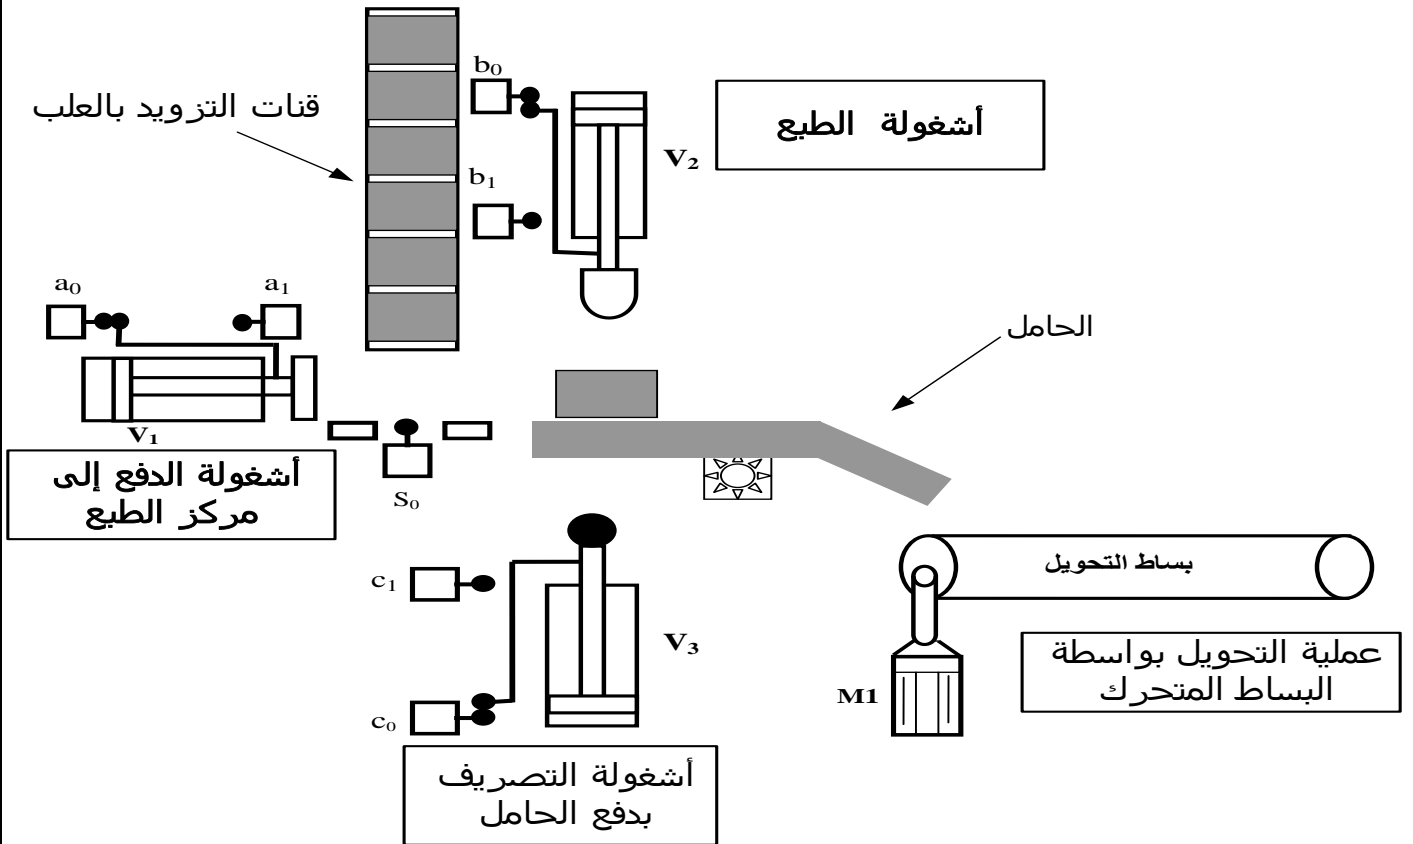 b₀
قنات التزويد بالعلب
أشغولة الطبع
V₂
b₁
a₀
a₁
الحامل
V₁
أشغولة الدفع إلى
مركز الطبع
S₀
بساط التحويل
c₁
V₃
عملية التحويل بواسطة
البساط المتحرك
M1
c₀
أشغولة التصريف
بدفع الحامل